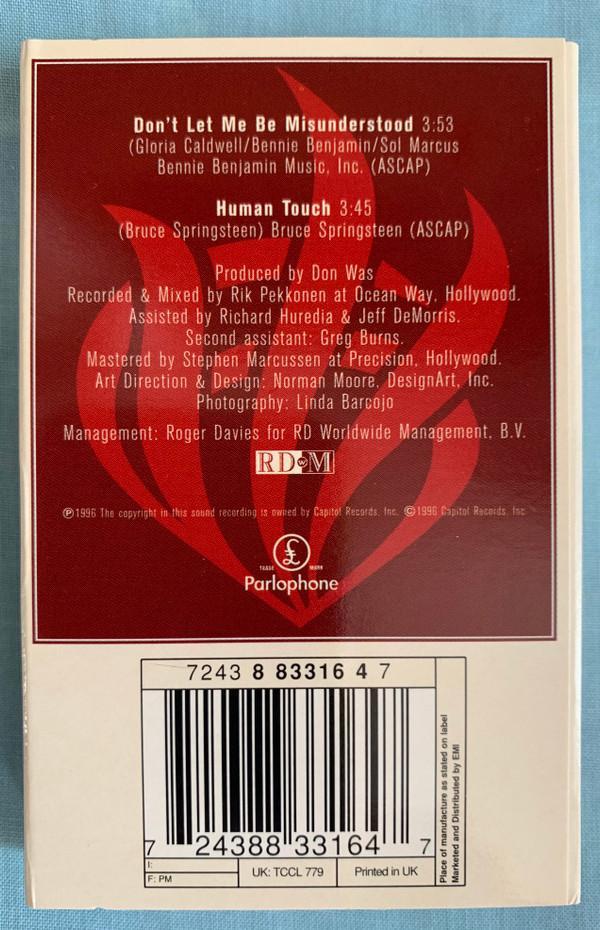 Don't Let Me Be Misunderstood 3:53
(Gloria Caldwell/Bennie Benjamin/Sol Marcus
Bennie Benjamin Music, Inc. (ASCAP)
Human Touch 3:45
(Bruce Springsteen) Bruce Springsteen (ASCAP)
Produced by Don Was
Recorded & Mixed by Rik Pekkonen at Ocean Way, Hollywood.
Assisted by Richard Huredia & Jeff DeMorris.
Second assistant: Greg Burns.
Mastered by Stephen Marcussen at Precision, Hollywood.
Art Direction & Design: Norman Moore, DesignArt, Inc.
Photography: Linda Barcojo
Management: Roger Davies for RD Worldwide Management, B.V.
RDWM
℗1996 The copyright in this sound recording is owned by Capitol Records, Inc. ©1996 Capitol Records, Inc.
£
TRADE MARK
Parlophone
7243 8 83316 4 7
7 24388 33164 7
I:
F: PM
UK: TCCL 779
Printed in UK
Place of manufacture as stated on label
Marketed and Distributed by EMI